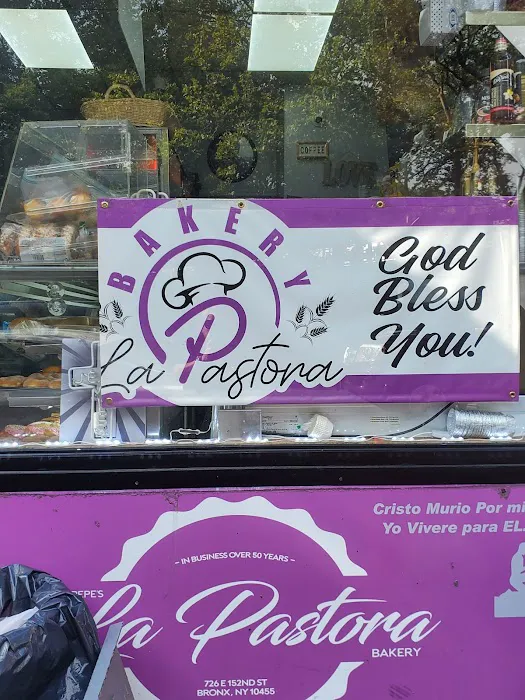 COFFEE
BAKERY
La Pastora
God
Bless
You!
Cristo Murio Por mi
Yo Vivere para EL.
- IN BUSINESS OVER 50 YEARS -
PEPE'S
La Pastora
BAKERY
726 E 152ND ST
BRONX, NY 10455